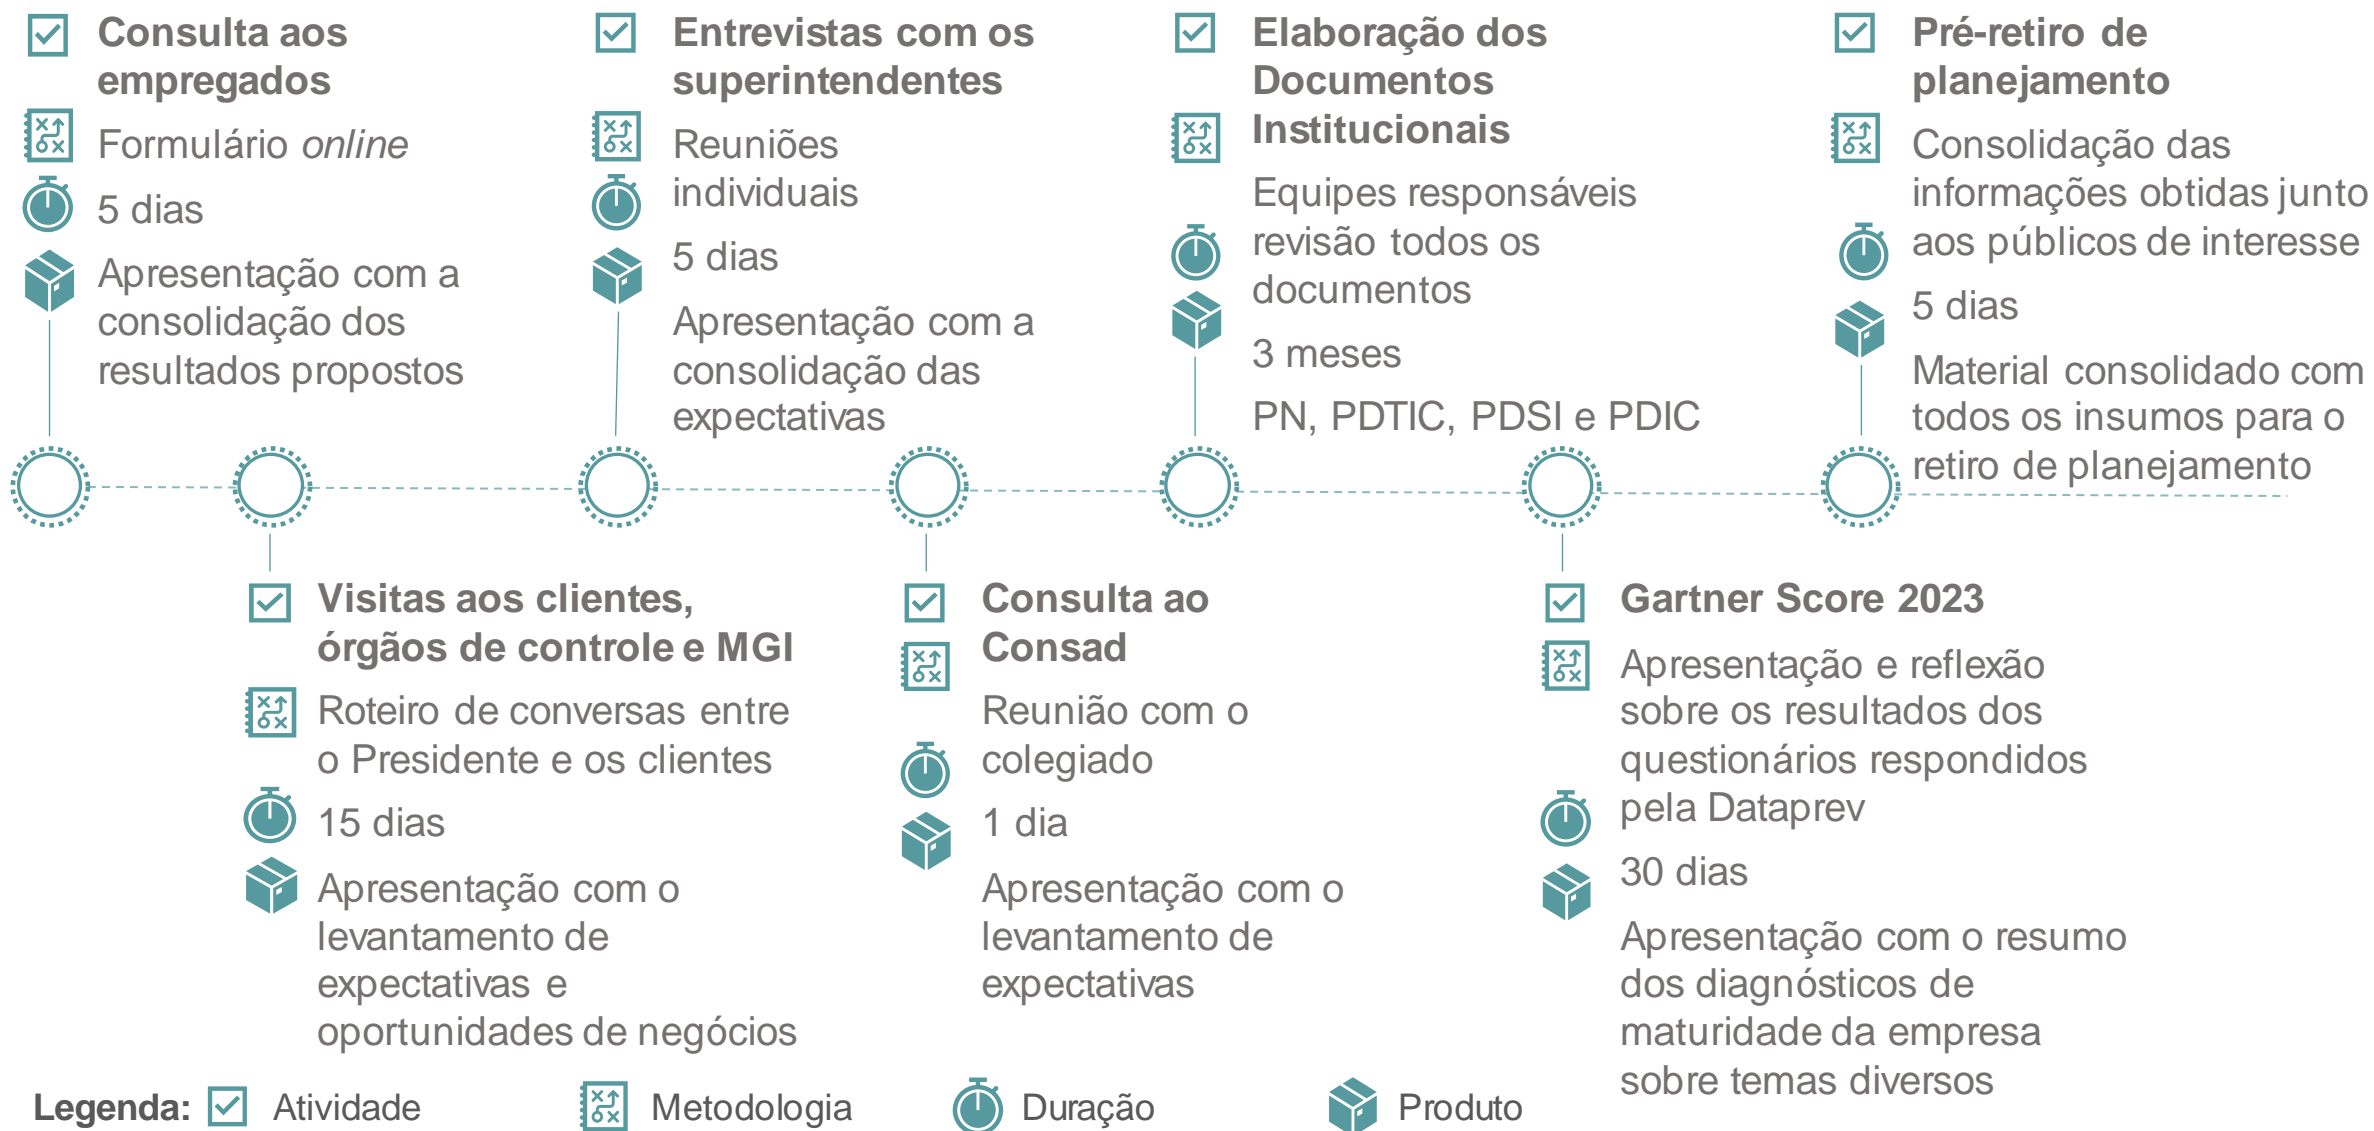 Consulta aos
empregados
Formulário online
5 dias
Apresentação com a
consolidação dos
resultados propostos
Entrevistas com os
superintendentes
Reuniões
individuais
5 dias
Apresentação com a
consolidação das
expectativas
Elaboração dos
Documentos
Institucionais
Equipes responsáveis
revisão todos os
documentos
3 meses
PN, PDTIC, PDSI e PDIC
Pré-retiro de
planejamento
Consolidação das
informações obtidas junto
aos públicos de interesse
5 dias
Material consolidado com
todos os insumos para o
retiro de planejamento
Visitas aos clientes,
órgãos de controle e MGI
Roteiro de conversas entre
o Presidente e os clientes
15 dias
Apresentação com o
levantamento de
expectativas e
oportunidades de negócios
Consulta ao
Consad
Reunião com o
colegiado
1 dia
Apresentação com o
levantamento de
expectativas
Gartner Score 2023
Apresentação e reflexão
sobre os resultados dos
questionários respondidos
pela Dataprev
30 dias
Apresentação com o resumo
dos diagnósticos de
maturidade da empresa
sobre temas diversos
Legenda: Atividade Metodologia Duração Produto